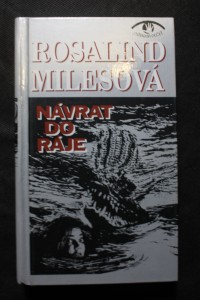 ROSALIND
MILESOVÁ
NÁVRAT
DO
RÁJE